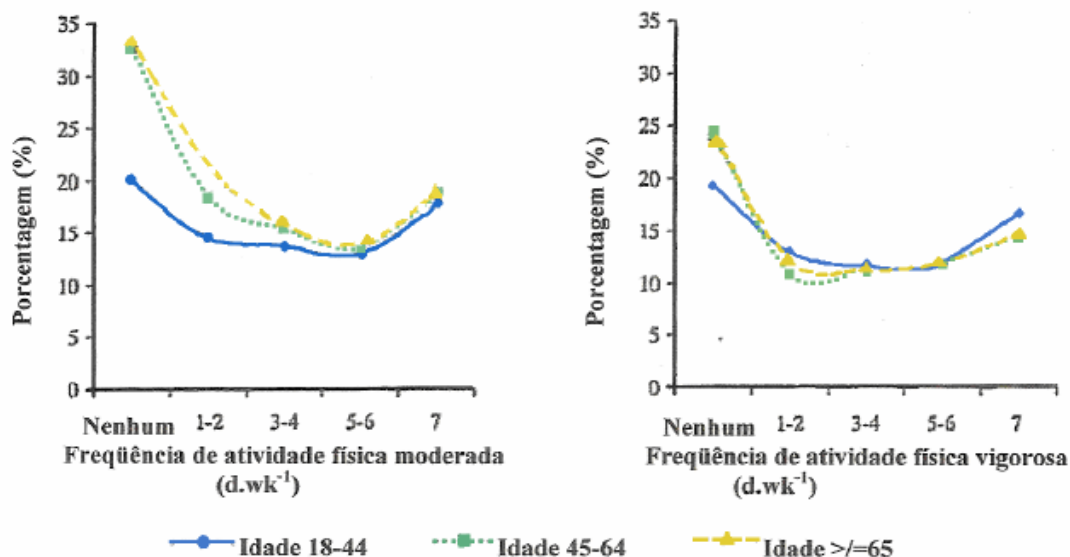 35
30
25
20
15
10
5
0
Porcentagem (%)
Nenhum 1-2 3-4 5-6 7
Freqüência de atividade física moderada
(d.wk-1)
35
30
25
20
15
10
5
0
Porcentagem (%)
Nenhum 1-2 3-4 5-6 7
Freqüência de atividade física vigorosa
(d.wk-1)
Idade 18-44 Idade 45-64 Idade >/=65